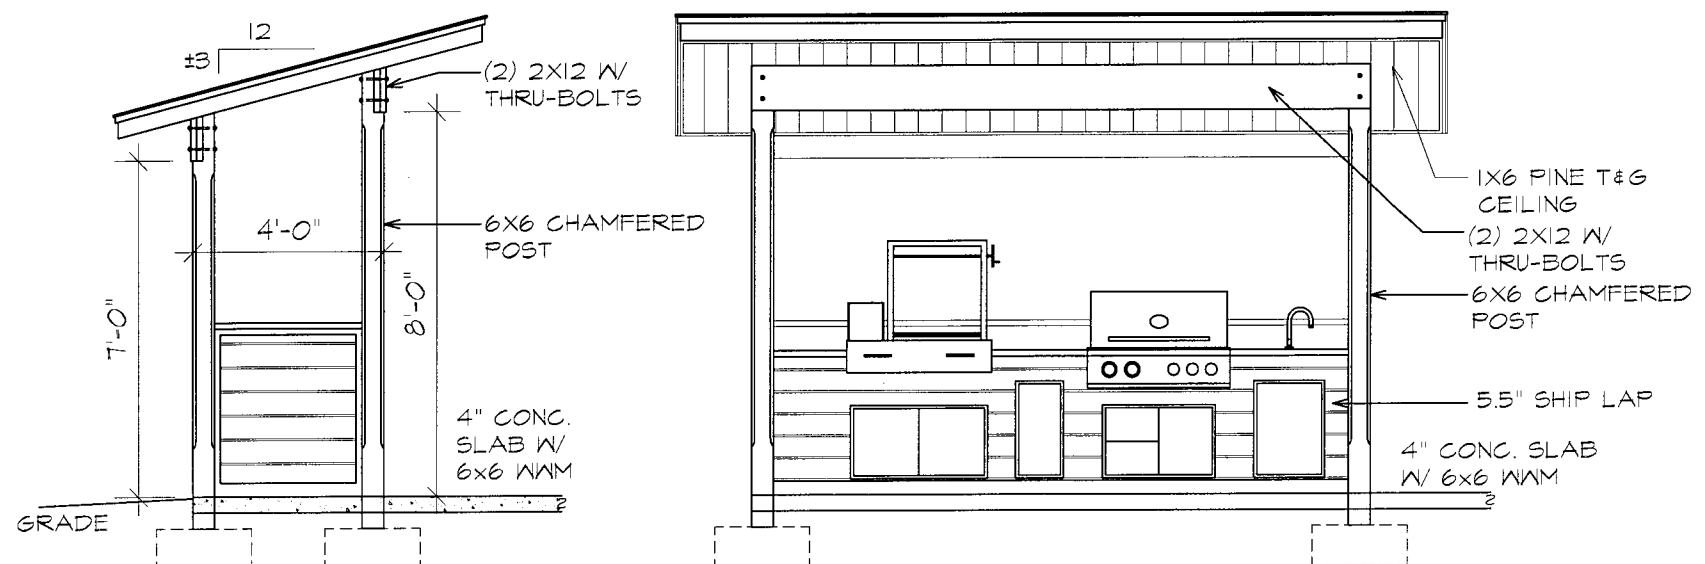 12
±3
(2) 2X12 W/
THRU-BOLTS
6X6 CHAMFERED
POST
4'-0"
7'-0"
8'-0"
4" CONC.
SLAB W/
6x6 WWM
GRADE
1X6 PINE T&G
CEILING
(2) 2X12 W/
THRU-BOLTS
6X6 CHAMFERED
POST
5.5" SHIP LAP
4" CONC. SLAB
W/ 6x6 WWM